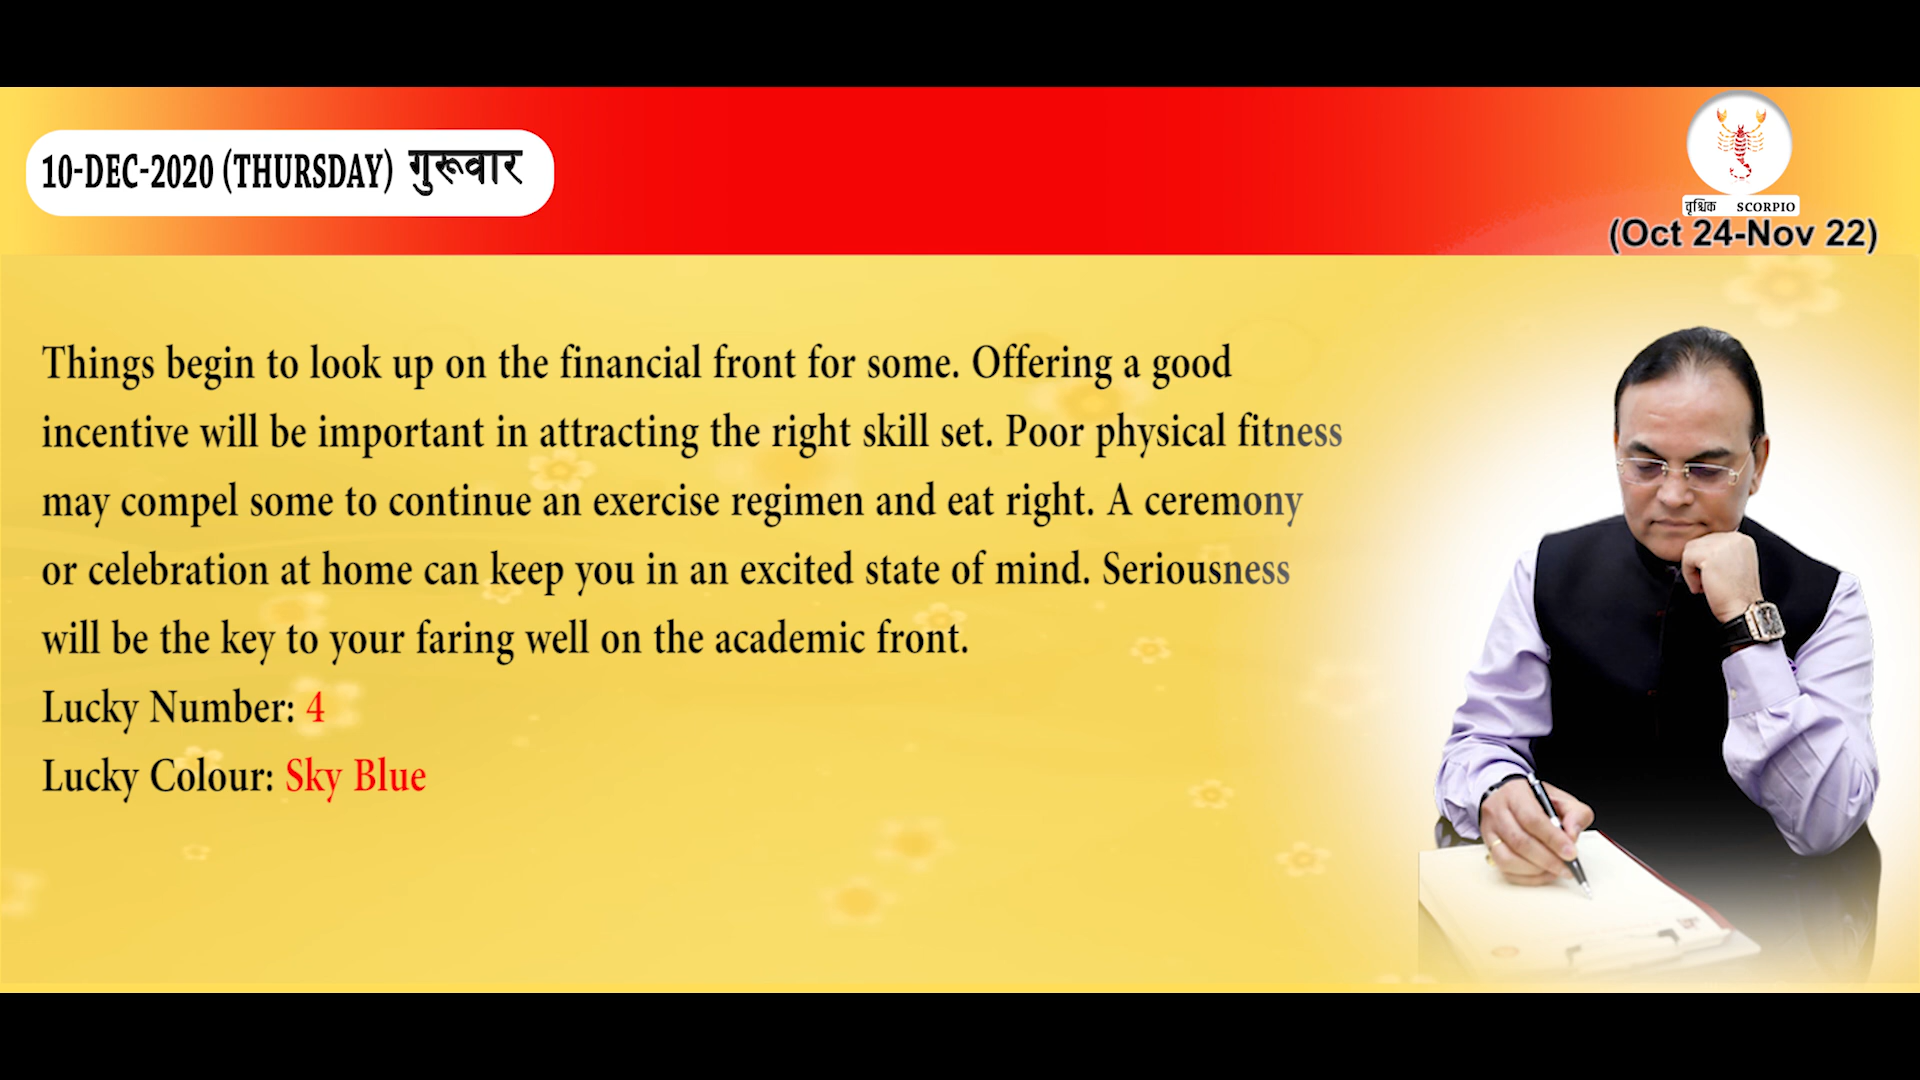 10-DEC-2020 (THURSDAY) गुरूवार
वृश्चिक SCORPIO
(Oct 24-Nov 22)
Things begin to look up on the financial front for some. Offering a good
incentive will be important in attracting the right skill set. Poor physical fitness
may compel some to continue an exercise regimen and eat right. A ceremony
or celebration at home can keep you in an excited state of mind. Seriousness
will be the key to your faring well on the academic front.
Lucky Number: 4
Lucky Colour: Sky Blue